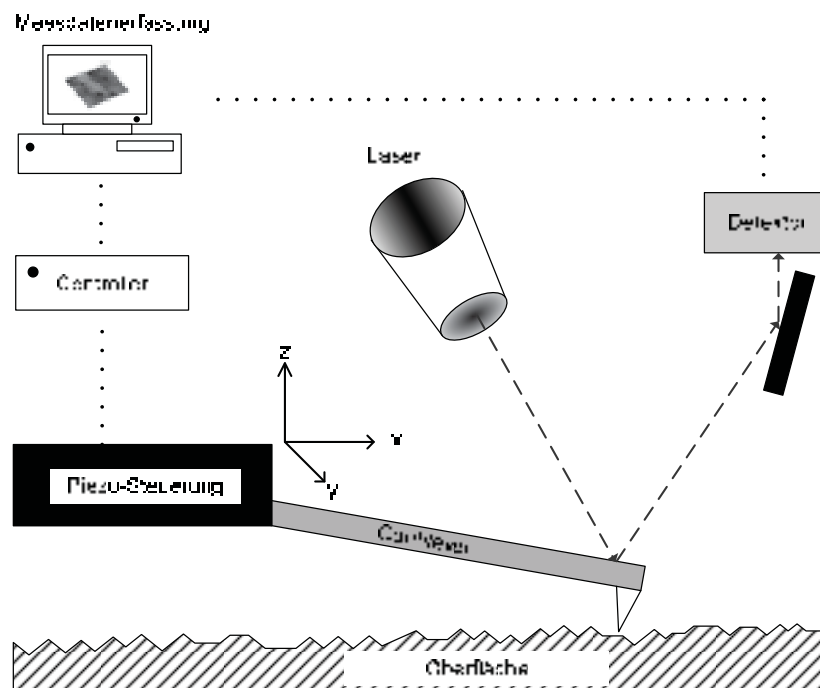 Messdatenerfassung
Laser
Detektor
Controller
Z
X
Piezo-Steuerung
Y
Cantilever
Oberfläche